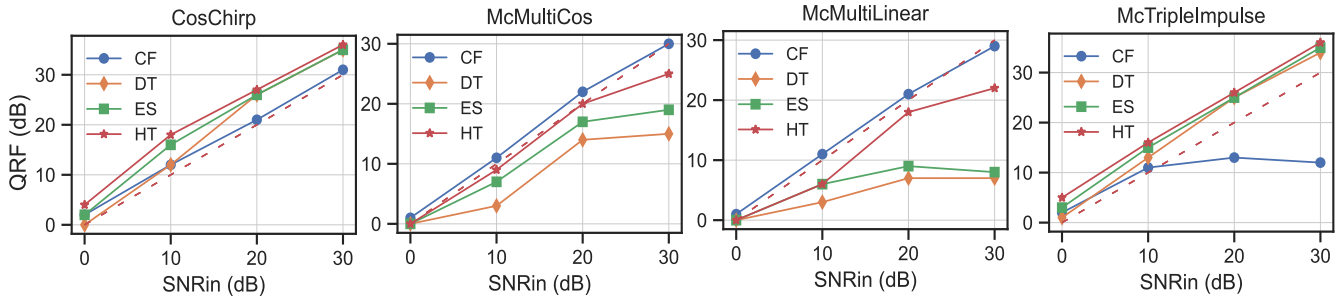 CosChirp
QRF (dB)
30
20
10
0
CF
DT
ES
HT
0 10 20 30
SNRin (dB)
McMultiCos
30
20
10
0
CF
DT
ES
HT
0 10 20 30
SNRin (dB)
McMultiLinear
30
20
10
0
CF
DT
ES
HT
0 10 20 30
SNRin (dB)
McTripleImpulse
30
20
10
0
CF
DT
ES
HT
0 10 20 30
SNRin (dB)